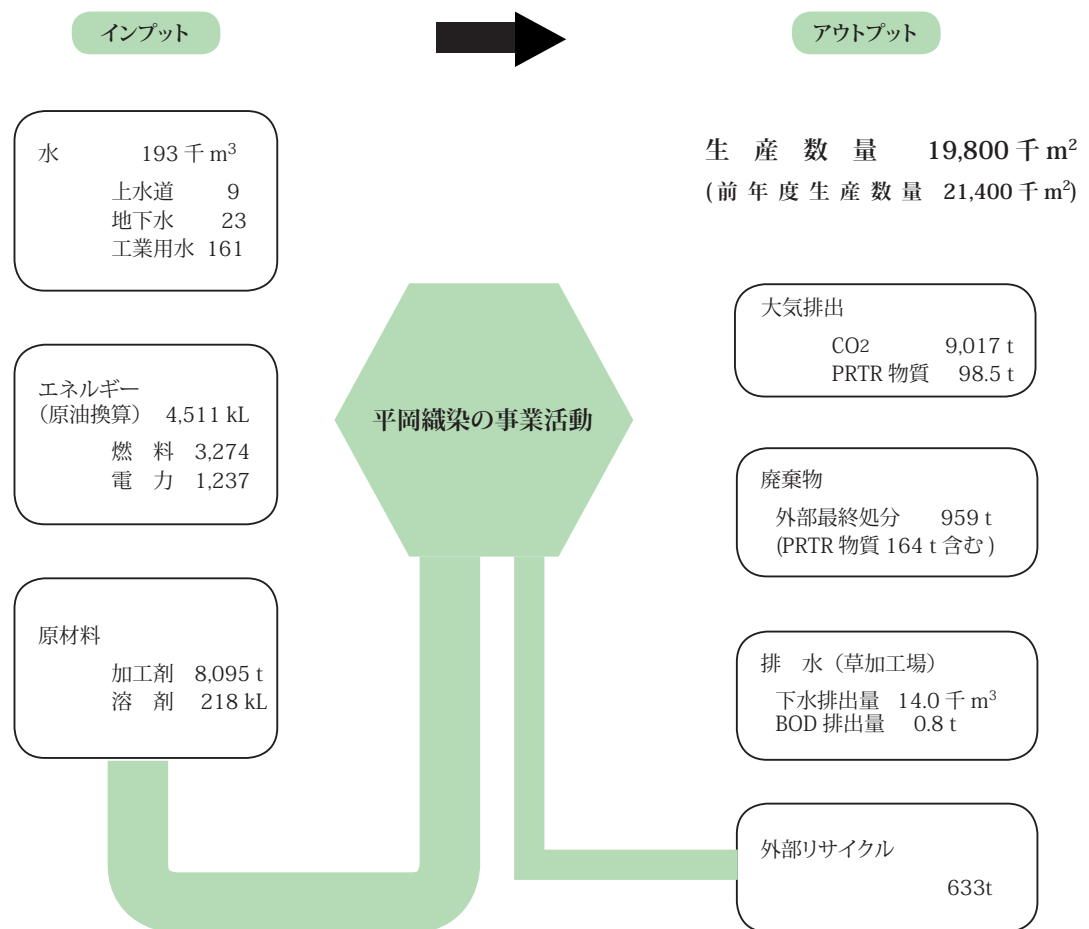 インプット
アウトプット
水 193 千 m³
上水道 9
地下水 23
工業用水 161
生産数量 19,800 千 m²
(前年度生産数量 21,400 千 m²)
エネルギー
（原油換算） 4,511 kL
燃 料 3,274
電 力 1,237
原材料
加工剤 8,095 t
溶 剤 218 kL
平岡織染の事業活動
大気排出
CO2 9,017 t
PRTR 物質 98.5 t
廃棄物
外部最終処分 959 t
(PRTR 物質 164 t 含む )
排 水（草加工場）
下水排出量 14.0 千 m³
BOD 排出量 0.8 t
外部リサイクル
633t